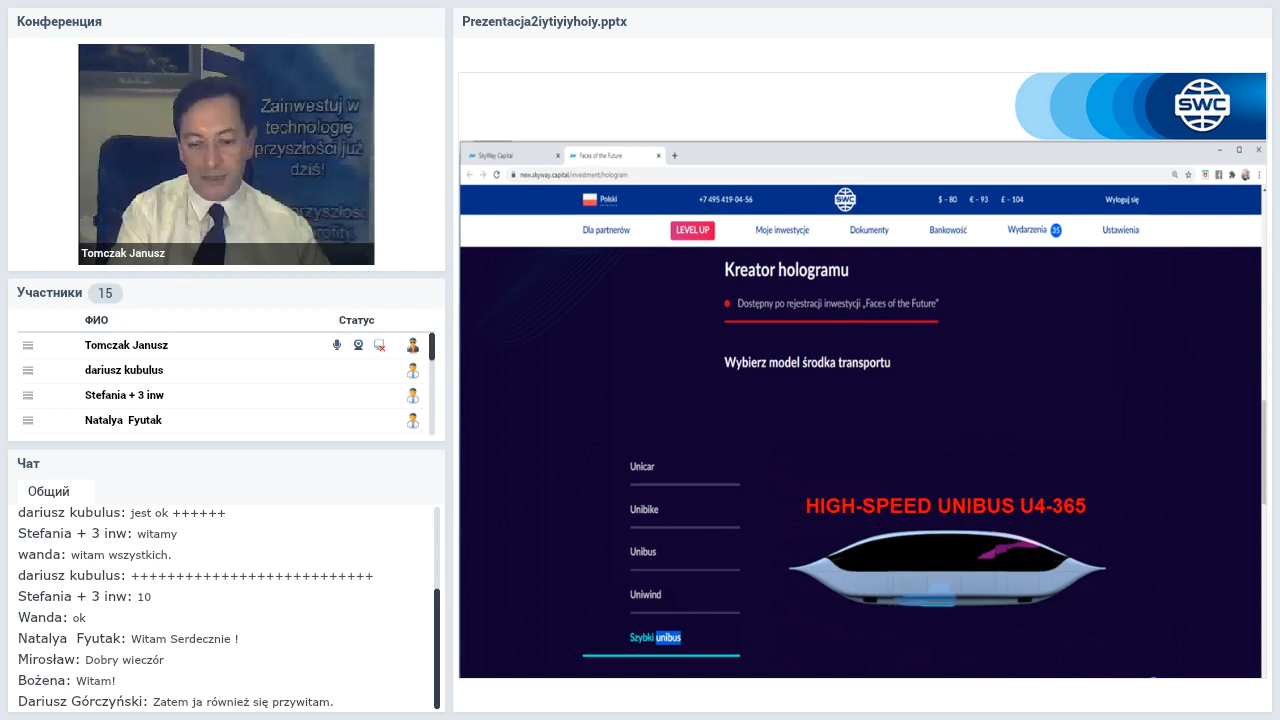 Конференция
Zainwestuj w
technologię
przyszłości już
dziś!
Tomczak Janusz
Участники 15
ФИО Статус
Tomczak Janusz
dariusz kubulus
Stefania + 3 inw
Natalya Fyutak
Чат
Общий
dariusz kubulus: jest ok ++++++
Stefania + 3 inw: witamy
wanda: witam wszystkich.
dariusz kubulus: +++++++++++++++++++++++++++
Stefania + 3 inw: 10
Wanda: ok
Natalya Fyutak: Witam Serdecznie !
Mirosław: Dobry wieczór
Bożena: Witam!
Dariusz Górczyński: Zatem ja również się przywitam.
Prezentacja2iytiyiyhoiy.pptx
SWC
SkyWay Capital Faces of the Future
new.skyway.capital/investment/hologram
Polski +7 495 419-04-56 SWC $ – 80 € – 93 £ – 104 Wyloguj się
Dla partnerów LEVEL UP Moje inwestycje Dokumenty Bankowość Wydarzenia 35 Ustawienia
Kreator hologramu
Dostępny po rejestracji inwestycji „Faces of the Future”
Wybierz model środka transportu
Unicar
HIGH-SPEED UNIBUS U4-365
Unibike
Unibus
Uniwind
Szybki unibus